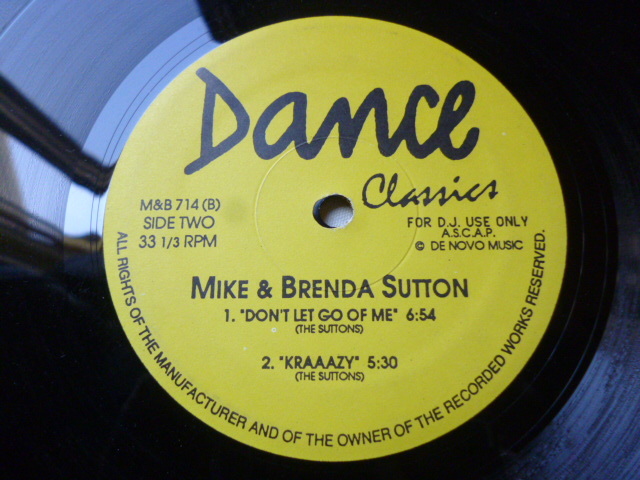 Dance
Classics
M&B 714 (B)
SIDE TWO
33 1/3 RPM
FOR D.J. USE ONLY
A.S.C.A.P.
© DE NOVO MUSIC
MIKE & BRENDA SUTTON
1. "DON'T LET GO OF ME" 6:54
(THE SUTTONS)
2. "KRAAAZY" 5:30
(THE SUTTONS)
ALL RIGHTS OF THE MANUFACTURER AND OF THE OWNER OF THE RECORDED WORKS RESERVED.